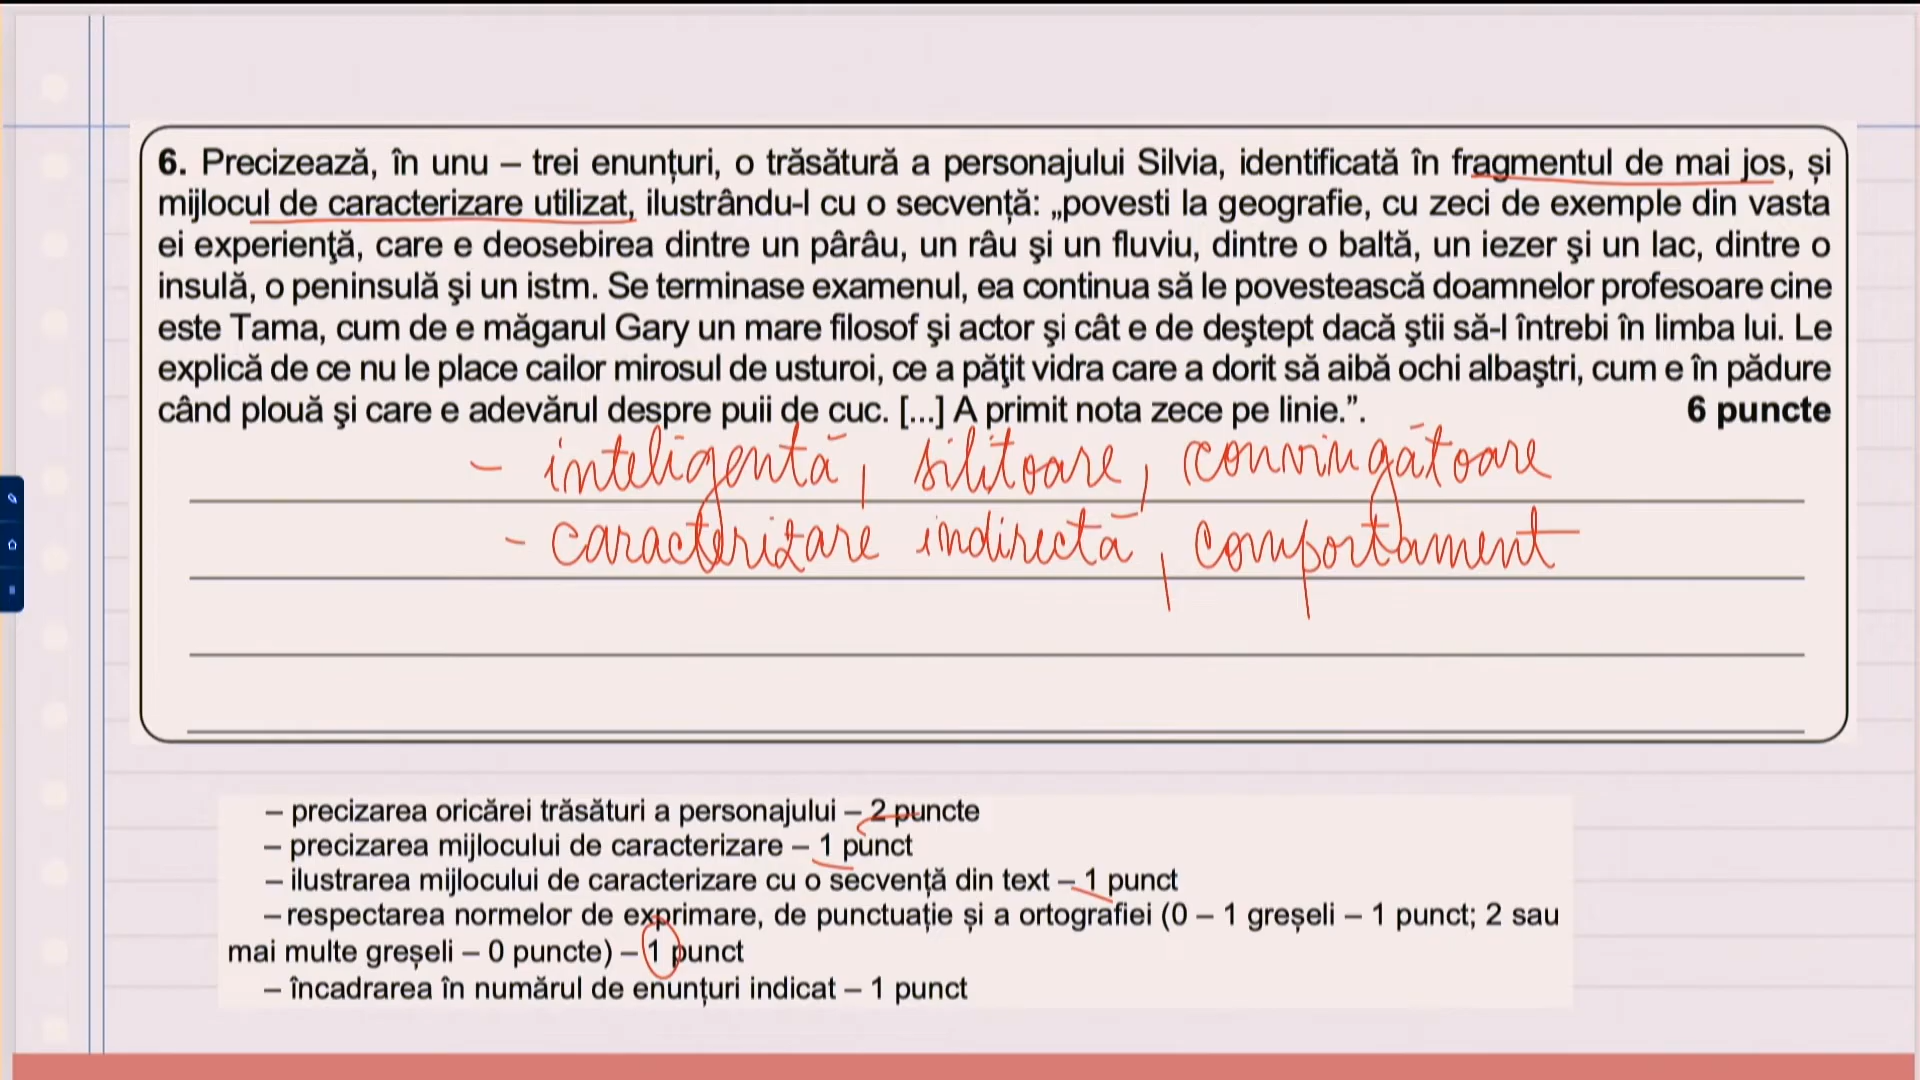 6. Precizează, în unu – trei enunțuri, o trăsătură a personajului Silvia, identificată în fragmentul de mai jos, și
mijlocul de caracterizare utilizat, ilustrându-l cu o secvență: „povesti la geografie, cu zeci de exemple din vasta
ei experienţă, care e deosebirea dintre un pârâu, un râu şi un fluviu, dintre o baltă, un iezer şi un lac, dintre o
insulă, o peninsulă şi un istm. Se terminase examenul, ea continua să le povestească doamnelor profesoare cine
este Tama, cum de e măgarul Gary un mare filosof şi actor şi cât e de deştept dacă ştii să-l întrebi în limba lui. Le
explică de ce nu le place cailor mirosul de usturoi, ce a păţit vidra care a dorit să aibă ochi albaştri, cum e în pădure
când plouă şi care e adevărul despre puii de cuc. [...] A primit nota zece pe linie.”. 6 puncte
- inteligentă, silitoare, convingătoare
- caracterizare indirectă, comportament
– precizarea oricărei trăsături a personajului – 2 puncte
– precizarea mijlocului de caracterizare – 1 punct
– ilustrarea mijlocului de caracterizare cu o secvență din text – 1 punct
– respectarea normelor de exprimare, de punctuație și a ortografiei (0 – 1 greșeli – 1 punct; 2 sau
mai multe greșeli – 0 puncte) – 1 punct
– încadrarea în numărul de enunțuri indicat – 1 punct